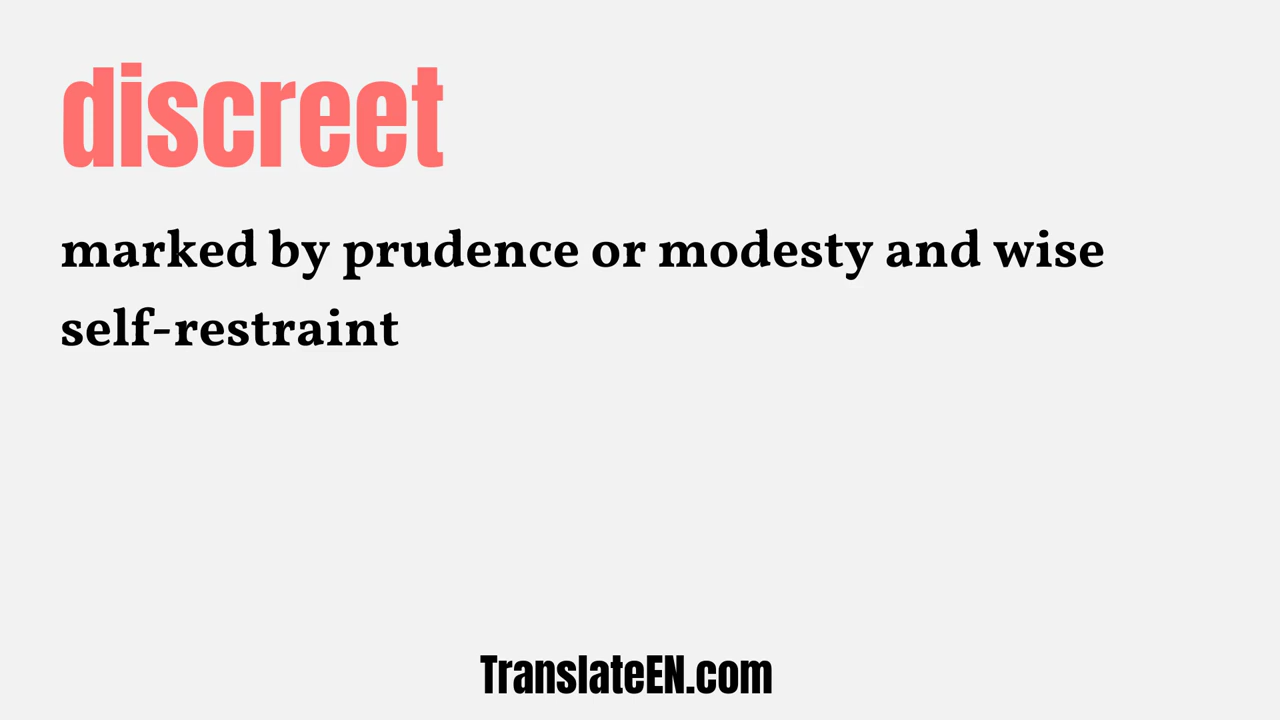 discreet
marked by prudence or modesty and wise
self-restraint
TranslateEN.com